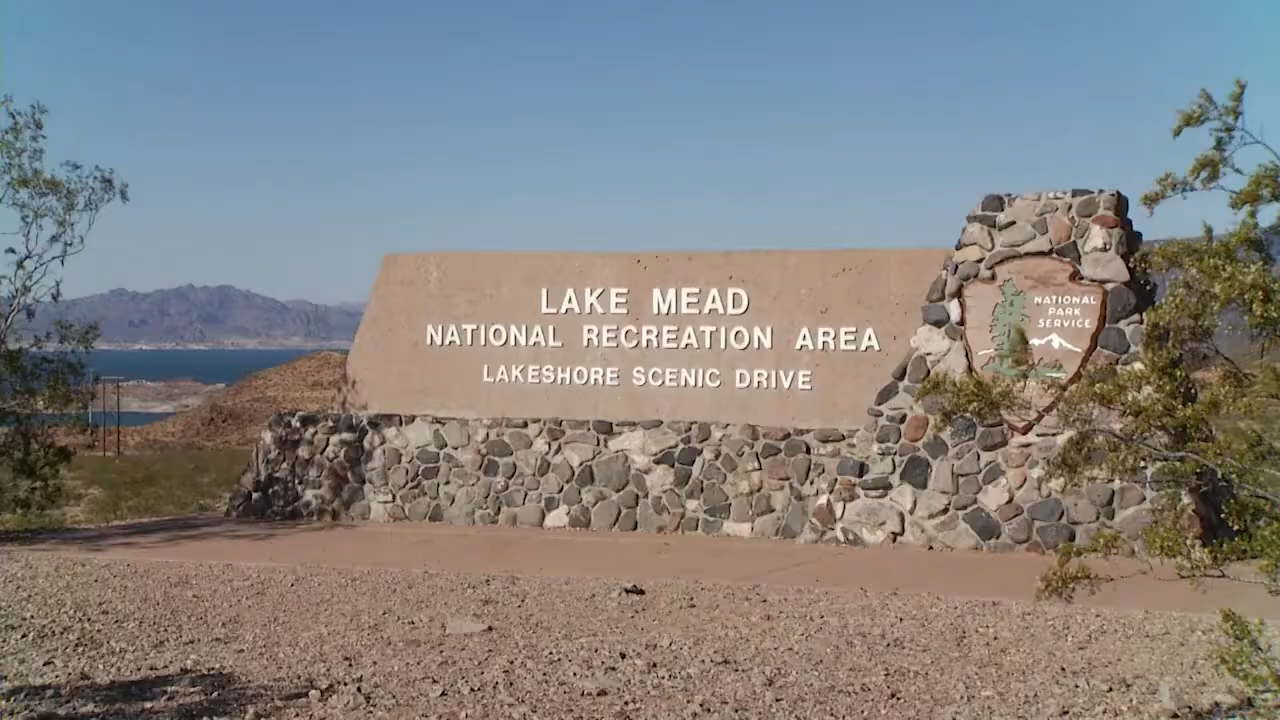 LAKE MEAD
NATIONAL RECREATION AREA
LAKESHORE SCENIC DRIVE
NATIONAL
PARK
SERVICE